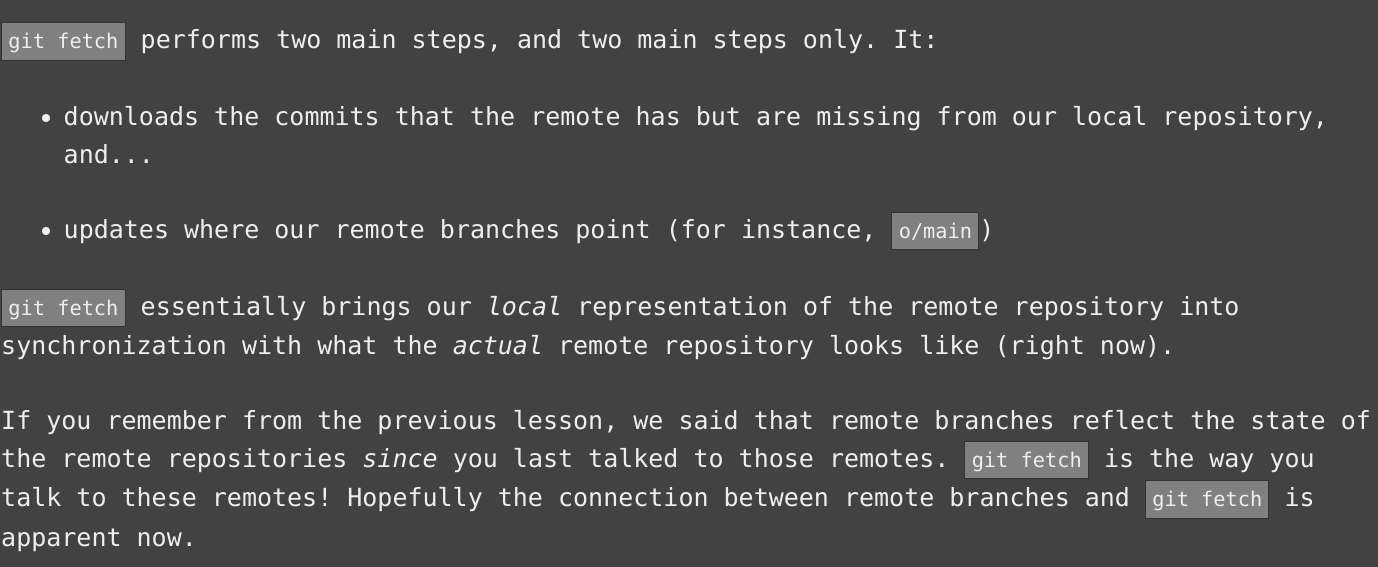 git fetch performs two main steps, and two main steps only. It:
• downloads the commits that the remote has but are missing from our local repository,
and...
• updates where our remote branches point (for instance, o/main)
git fetch essentially brings our local representation of the remote repository into
synchronization with what the actual remote repository looks like (right now).
If you remember from the previous lesson, we said that remote branches reflect the state of
the remote repositories since you last talked to those remotes. git fetch is the way you
talk to these remotes! Hopefully the connection between remote branches and git fetch is
apparent now.